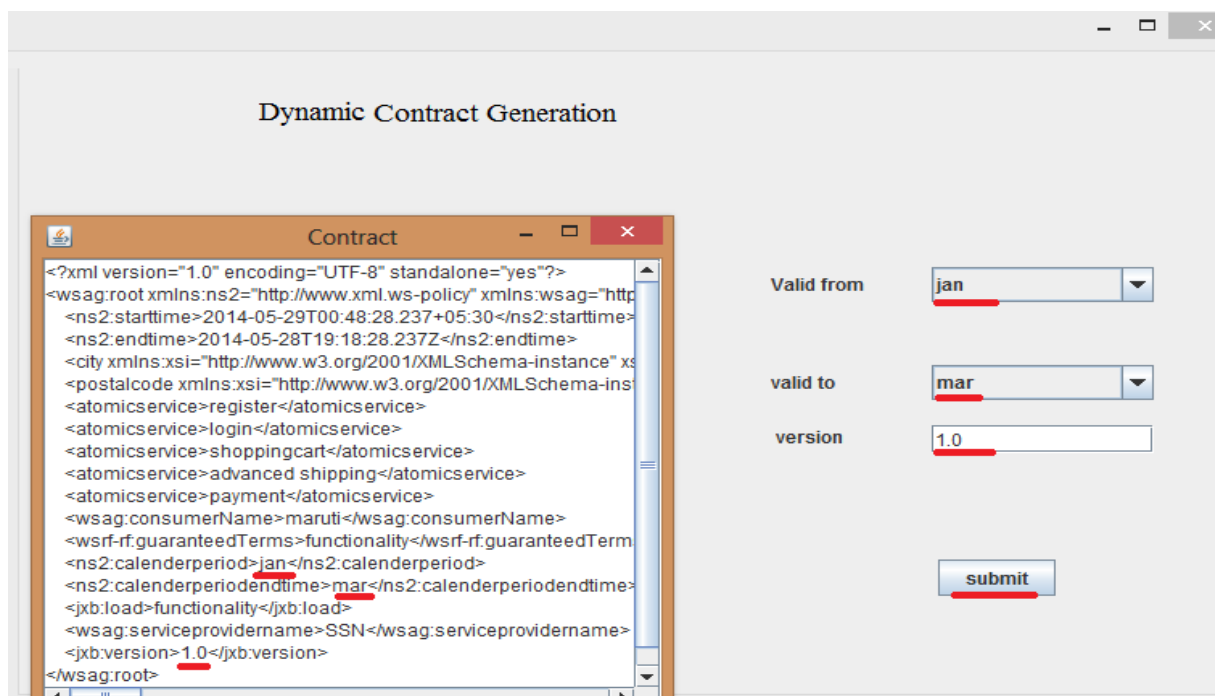 Dynamic Contract Generation
Contract
<?xml version="1.0" encoding="UTF-8" standalone="yes"?>
<wsag:root xmlns:ns2="http://www.xml.ws-policy" xmlns:wsag="http
<ns2:starttime>2014-05-29T00:48:28.237+05:30</ns2:starttime>
<ns2:endtime>2014-05-28T19:18:28.237Z</ns2:endtime>
<city xmlns:xsi="http://www.w3.org/2001/XMLSchema-instance" xs
<postalcode xmlns:xsi="http://www.w3.org/2001/XMLSchema-inst
<atomicservice>register</atomicservice>
<atomicservice>login</atomicservice>
<atomicservice>shoppingcart</atomicservice>
<atomicservice>advanced shipping</atomicservice>
<atomicservice>payment</atomicservice>
<wsag:consumerName>maruti</wsag:consumerName>
<wsrf-rf:guaranteedTerms>functionality</wsrf-rf:guaranteedTerm
<ns2:calenderperiod>jan</ns2:calenderperiod>
<ns2:calenderperiodendtime>mar</ns2:calenderperiodendtime>
<jxb:load>functionality</jxb:load>
<wsag:serviceprovidername>SSN</wsag:serviceprovidername>
<jxb:version>1.0</jxb:version>
</wsag:root>
Valid from jan
valid to mar
version 1.0
submit